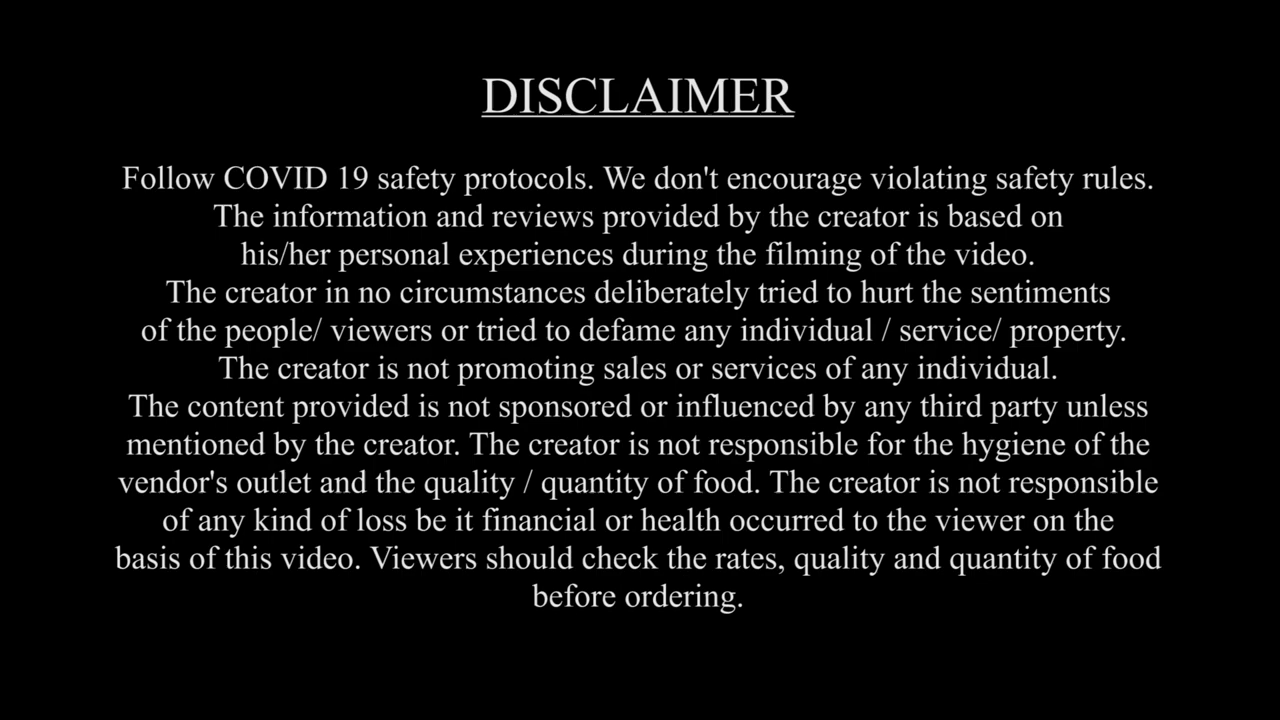 DISCLAIMER
Follow COVID 19 safety protocols. We don't encourage violating safety rules.
The information and reviews provided by the creator is based on
his/her personal experiences during the filming of the video.
The creator in no circumstances deliberately tried to hurt the sentiments
of the people/ viewers or tried to defame any individual / service/ property.
The creator is not promoting sales or services of any individual.
The content provided is not sponsored or influenced by any third party unless
mentioned by the creator. The creator is not responsible for the hygiene of the
vendor's outlet and the quality / quantity of food. The creator is not responsible
of any kind of loss be it financial or health occurred to the viewer on the
basis of this video. Viewers should check the rates, quality and quantity of food
before ordering.